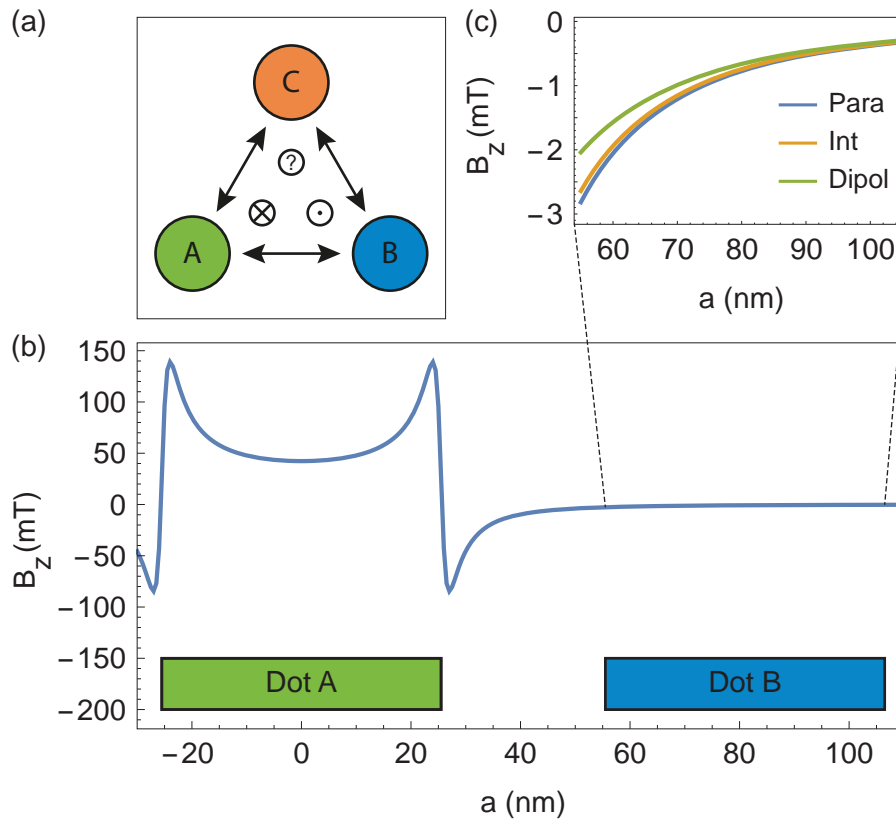 (a)
C
?
A
B
(c)
0
−1
−2
−3
B_z (mT)
Para
Int
Dipol
60 70 80 90 100
a (nm)
(b)
150
100
50
0
−50
−100
−150
−200
B_z (mT)
Dot A
Dot B
−20 0 20 40 60 80 100
a (nm)